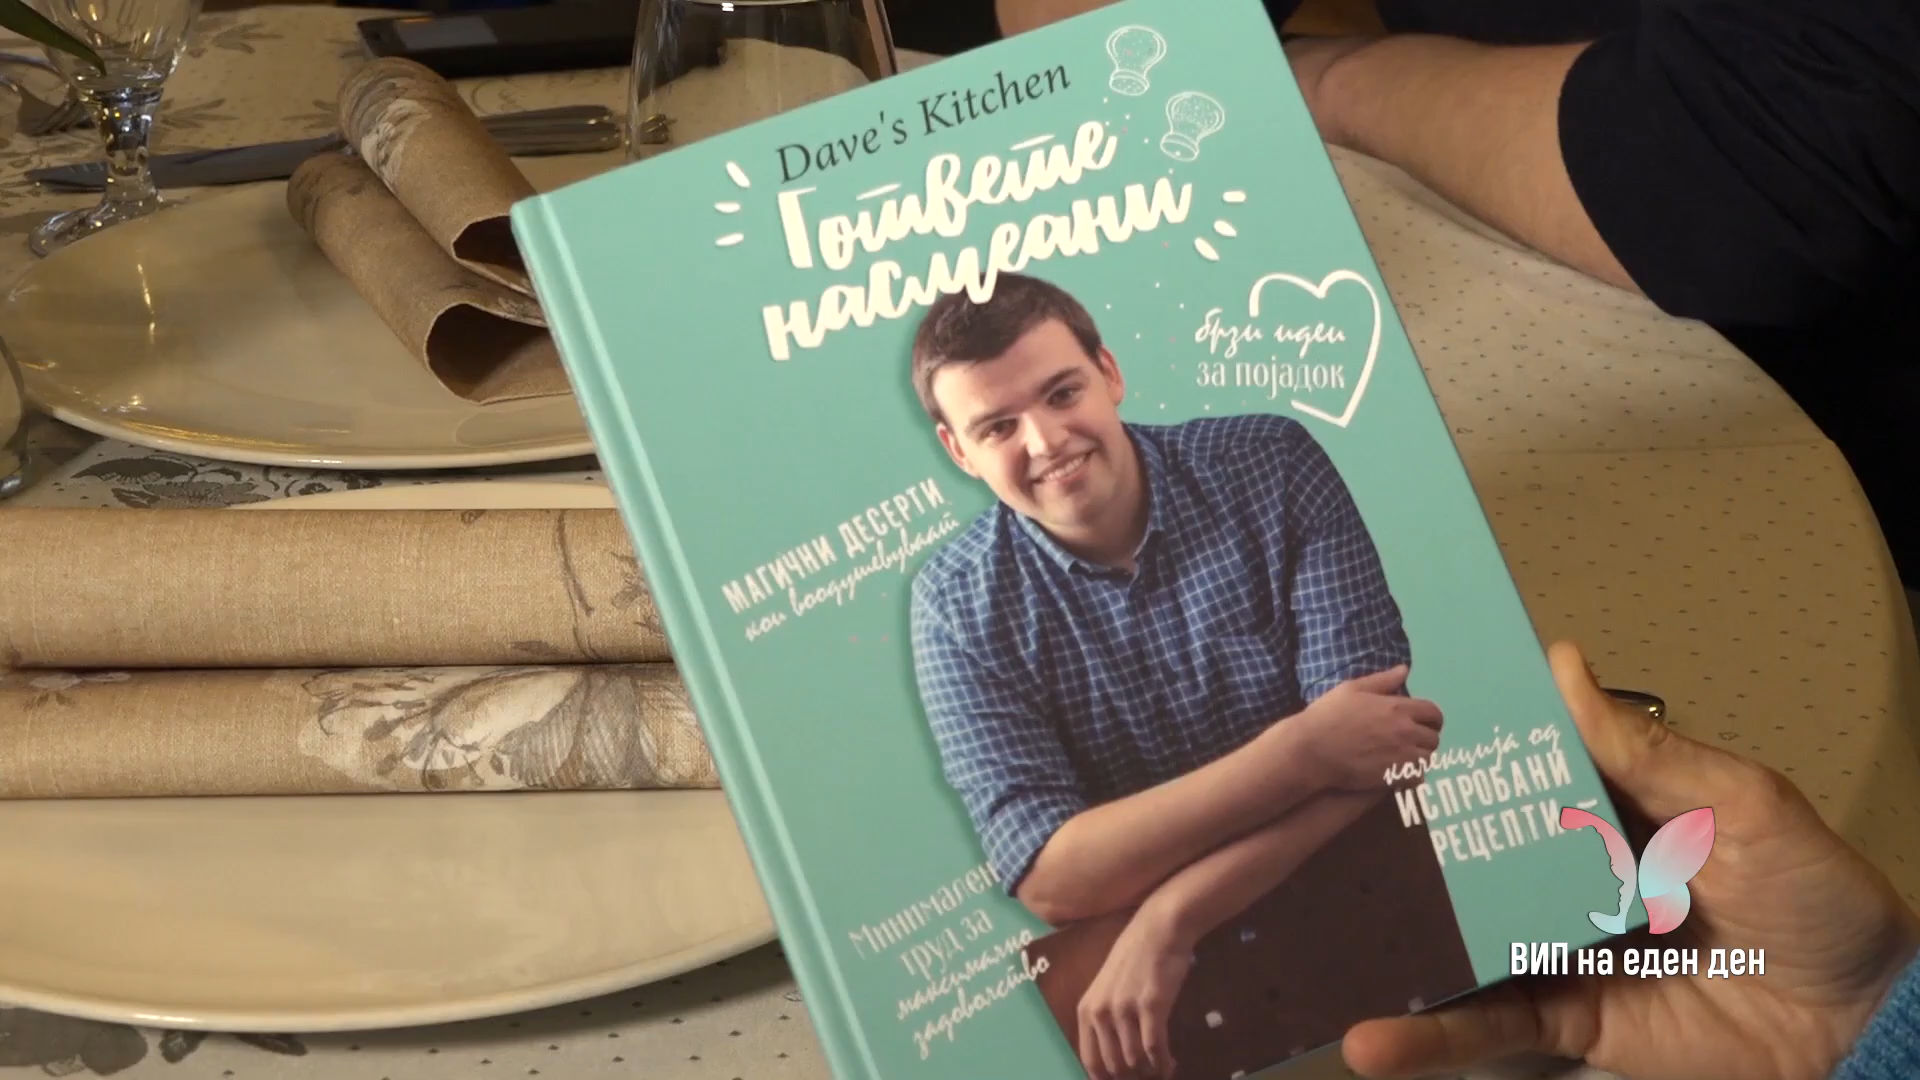 Dave's Kitchen
Гответе
насмеани
брзи идеи
за појадок
МАГИЧНИ ДЕСЕРТИ
кои воодушевуваат
колекција од
ИСПРОБАНИ
РЕЦЕПТИ
Минимален
труд за
максимално
задоволство
ВИП на еден ден